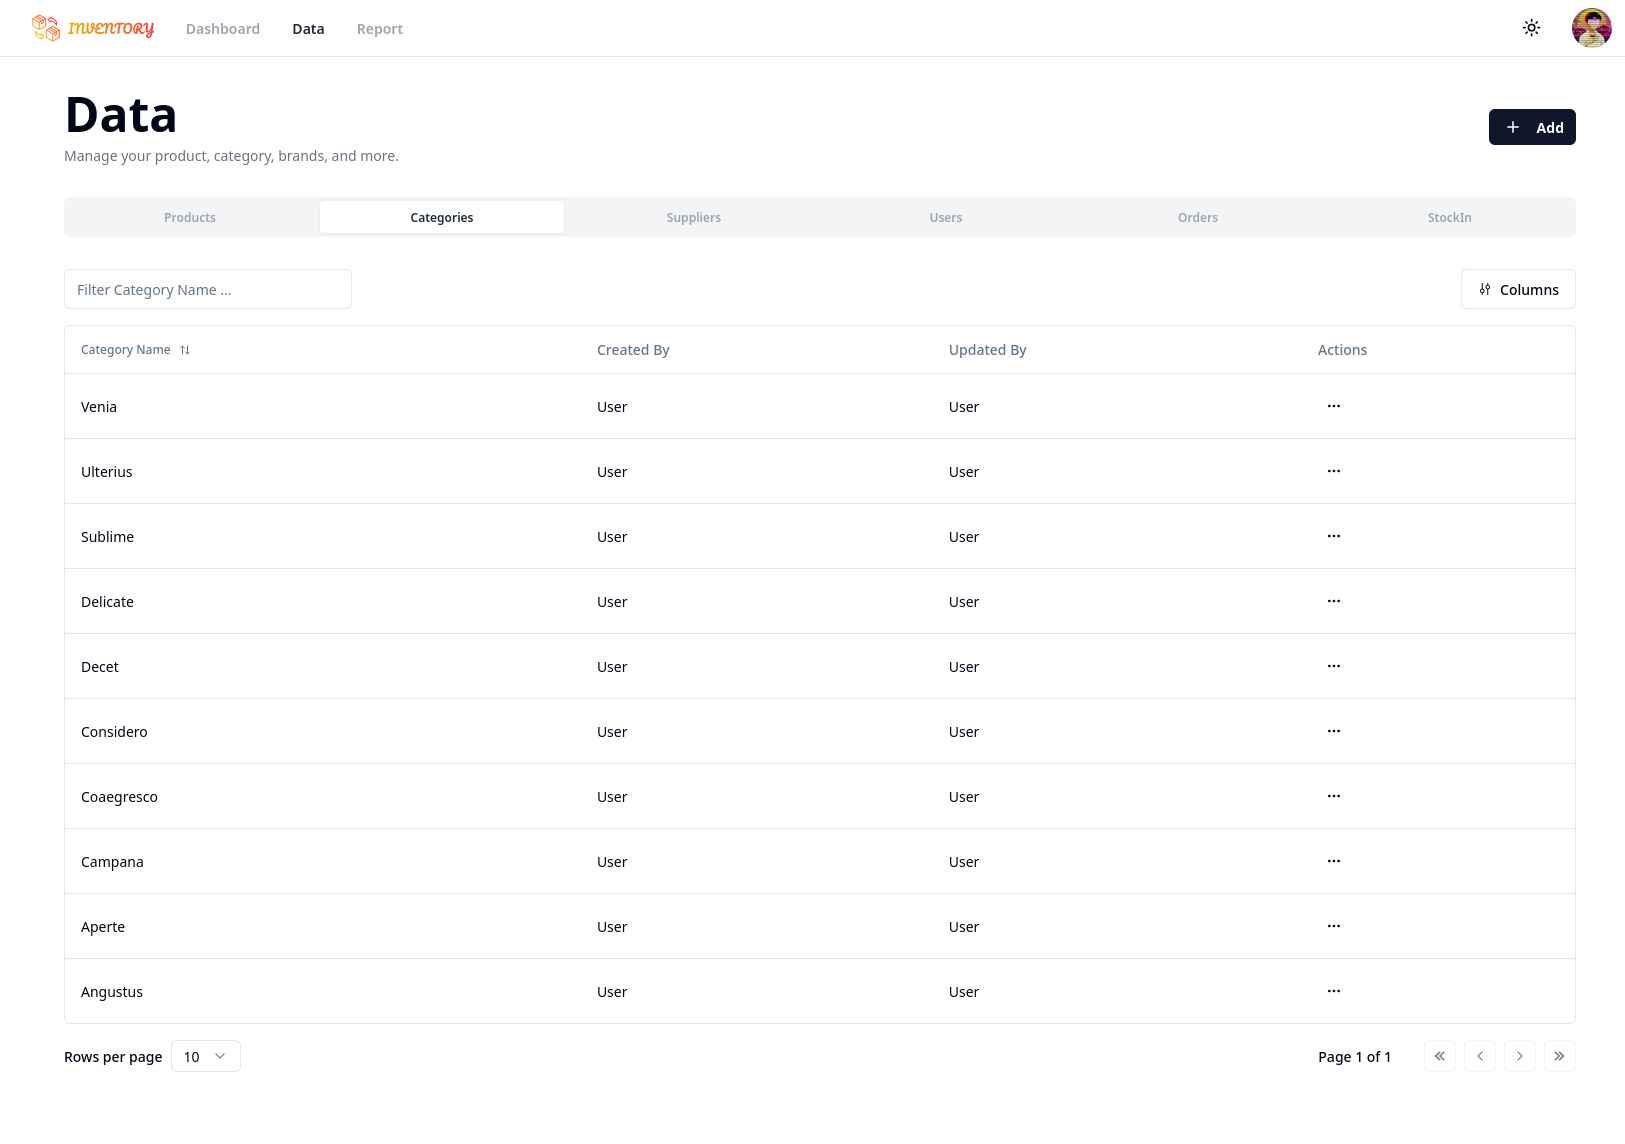 INVENTORY Dashboard Data Report
Data
Manage your product, category, brands, and more.
Add
Products Categories Suppliers Users Orders StockIn
Filter Category Name ...
Columns
Category Name Created By Updated By Actions
Venia User User
Ulterius User User
Sublime User User
Delicate User User
Decet User User
Considero User User
Coaegresco User User
Campana User User
Aperte User User
Angustus User User
Rows per page 10 Page 1 of 1